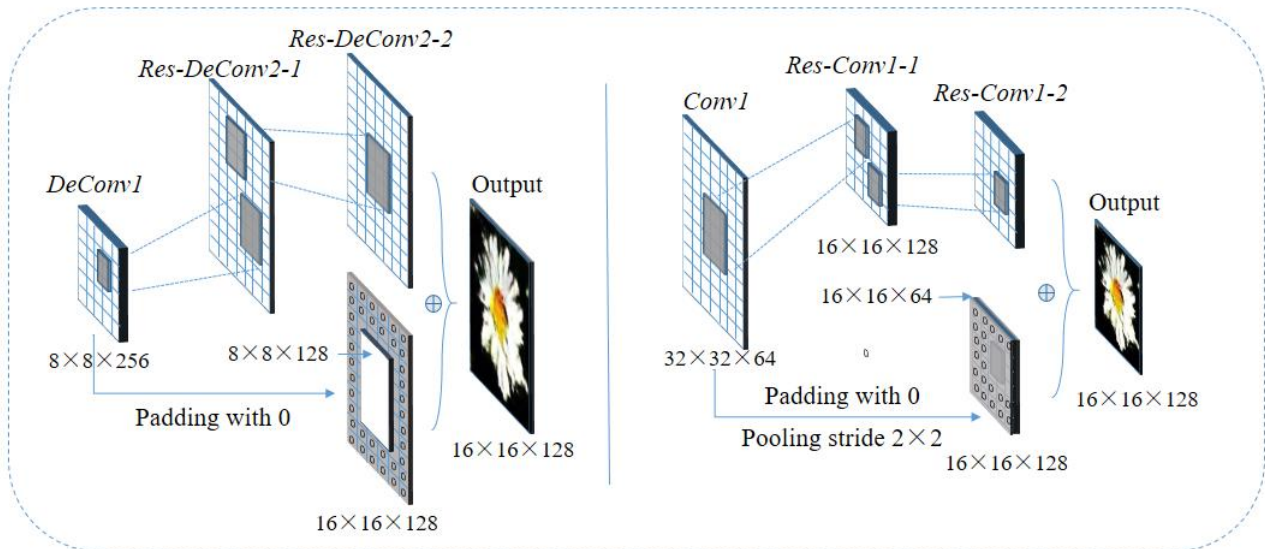 Res-DeConv2-2
Res-DeConv2-1
DeConv1
Output
8×8×256
8×8×128
Padding with 0
⊕
16×16×128
16×16×128
Res-Conv1-1
Conv1
Res-Conv1-2
Output
16×16×128
16×16×64
⊕
32×32×64
Padding with 0
Pooling stride 2×2
16×16×128
16×16×128